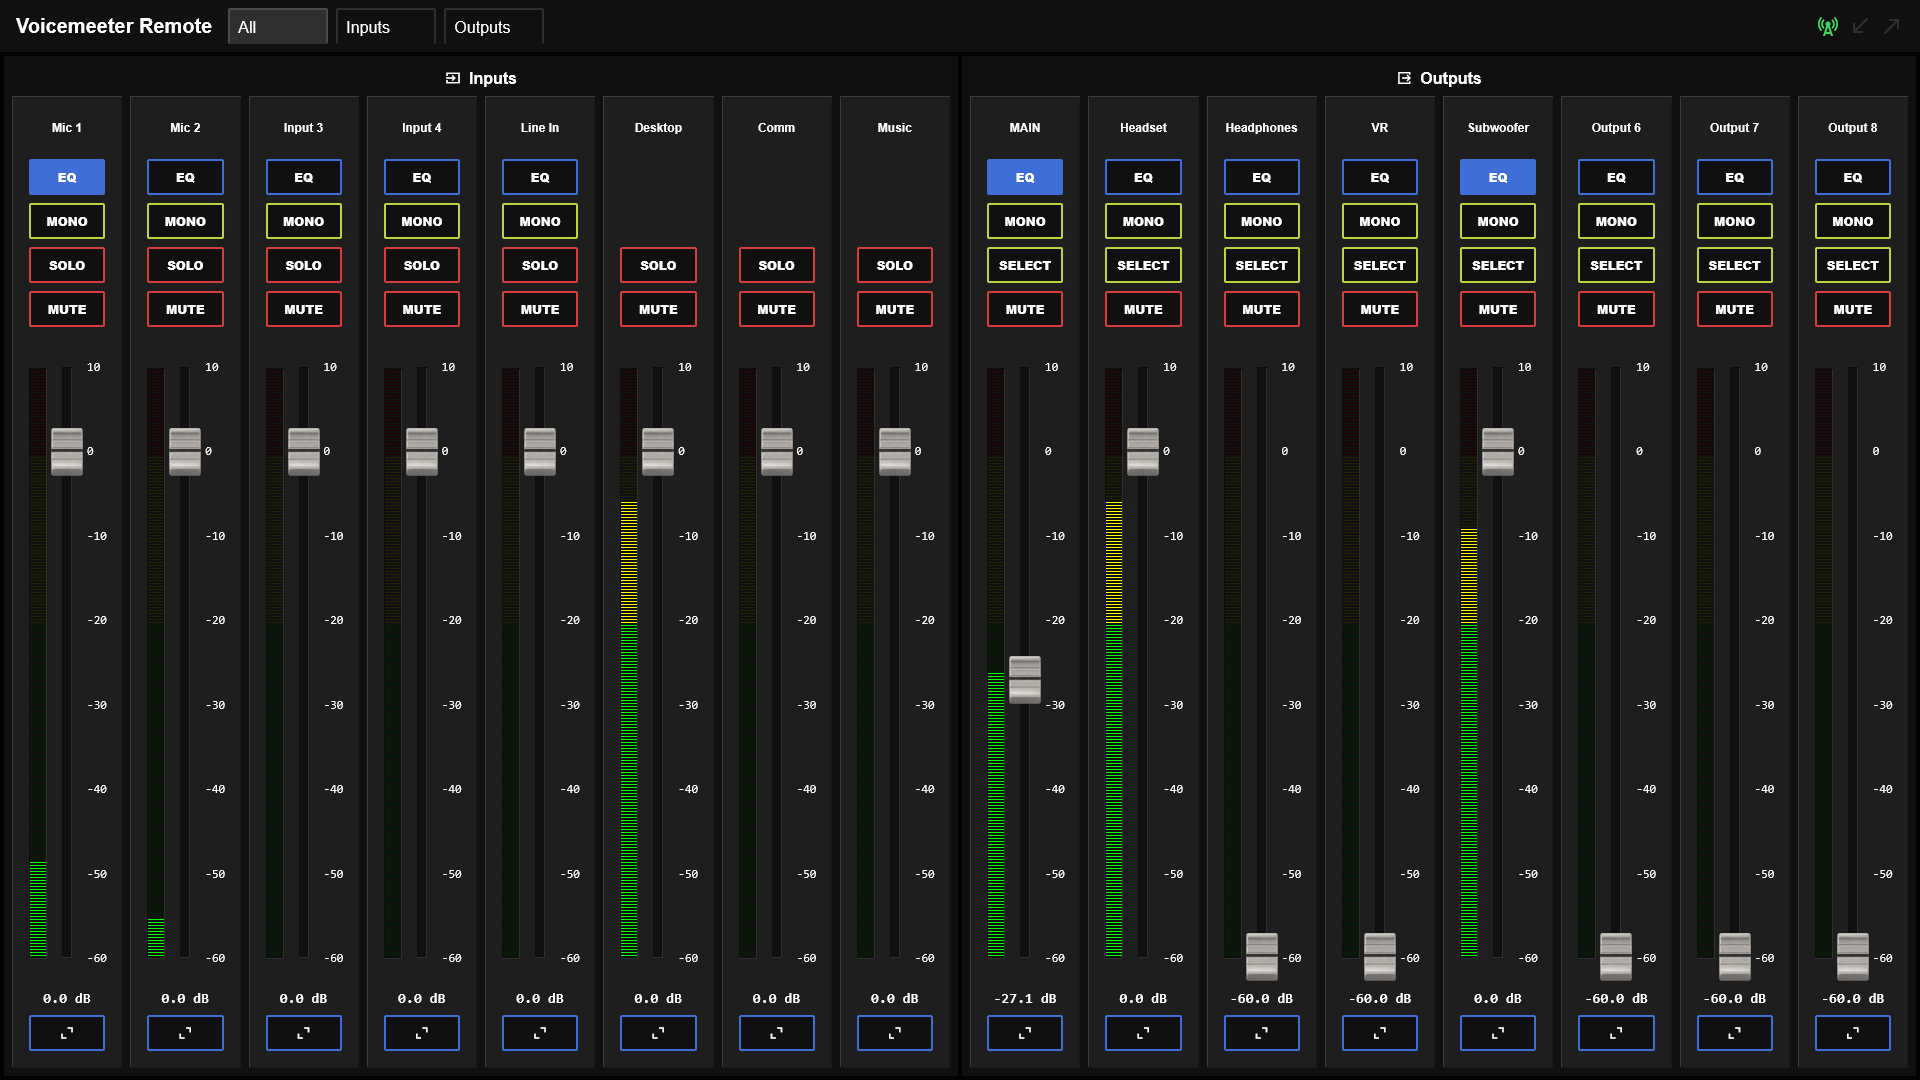 Voicemeeter Remote All Inputs Outputs
Inputs Outputs
Mic 1 Mic 2 Input 3 Input 4 Line In Desktop Comm Music MAIN Headset Headphones VR Subwoofer Output 6 Output 7 Output 8
EQ EQ EQ EQ EQ EQ EQ EQ EQ EQ EQ EQ EQ
MONO MONO MONO MONO MONO MONO MONO MONO MONO MONO MONO MONO MONO
SOLO SOLO SOLO SOLO SOLO SOLO SOLO SOLO SELECT SELECT SELECT SELECT SELECT SELECT SELECT SELECT
MUTE MUTE MUTE MUTE MUTE MUTE MUTE MUTE MUTE MUTE MUTE MUTE MUTE MUTE MUTE MUTE
10 10 10 10 10 10 10 10 10 10 10 10 10 10 10 10
0 0 0 0 0 0 0 0 0 0 0 0 0 0 0 0
-10 -10 -10 -10 -10 -10 -10 -10 -10 -10 -10 -10 -10 -10 -10 -10
-20 -20 -20 -20 -20 -20 -20 -20 -20 -20 -20 -20 -20 -20 -20 -20
-30 -30 -30 -30 -30 -30 -30 -30 -30 -30 -30 -30 -30 -30 -30 -30
-40 -40 -40 -40 -40 -40 -40 -40 -40 -40 -40 -40 -40 -40 -40 -40
-50 -50 -50 -50 -50 -50 -50 -50 -50 -50 -50 -50 -50 -50 -50 -50
-60 -60 -60 -60 -60 -60 -60 -60 -60 -60 -60 -60 -60 -60 -60 -60
0.0 dB 0.0 dB 0.0 dB 0.0 dB 0.0 dB 0.0 dB 0.0 dB 0.0 dB -27.1 dB 0.0 dB -60.0 dB -60.0 dB 0.0 dB -60.0 dB -60.0 dB -60.0 dB